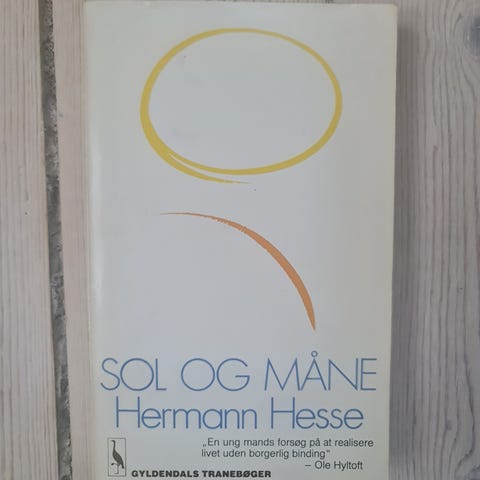 SOL OG MÅNE
Hermann Hesse
„En ung mands forsøg på at realisere
livet uden borgerlig binding"
– Ole Hyltoft
GYLDENDALS TRANEBØGER